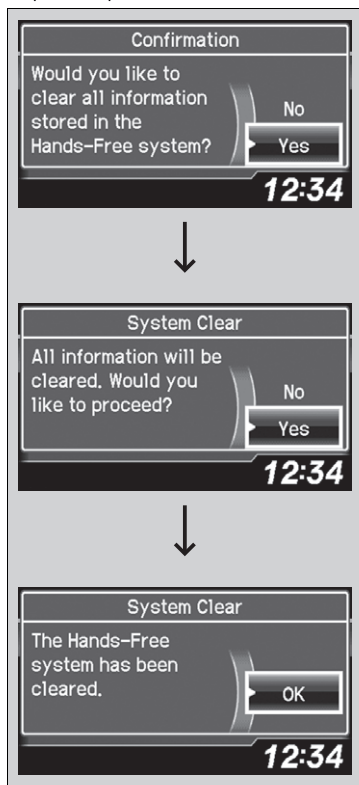 Confirmation
Would you like to
clear all information
stored in the
Hands-Free system?
No
Yes
12:34
System Clear
All information will be
cleared. Would you
like to proceed?
No
Yes
12:34
System Clear
The Hands-Free
system has been
cleared.
OK
12:34